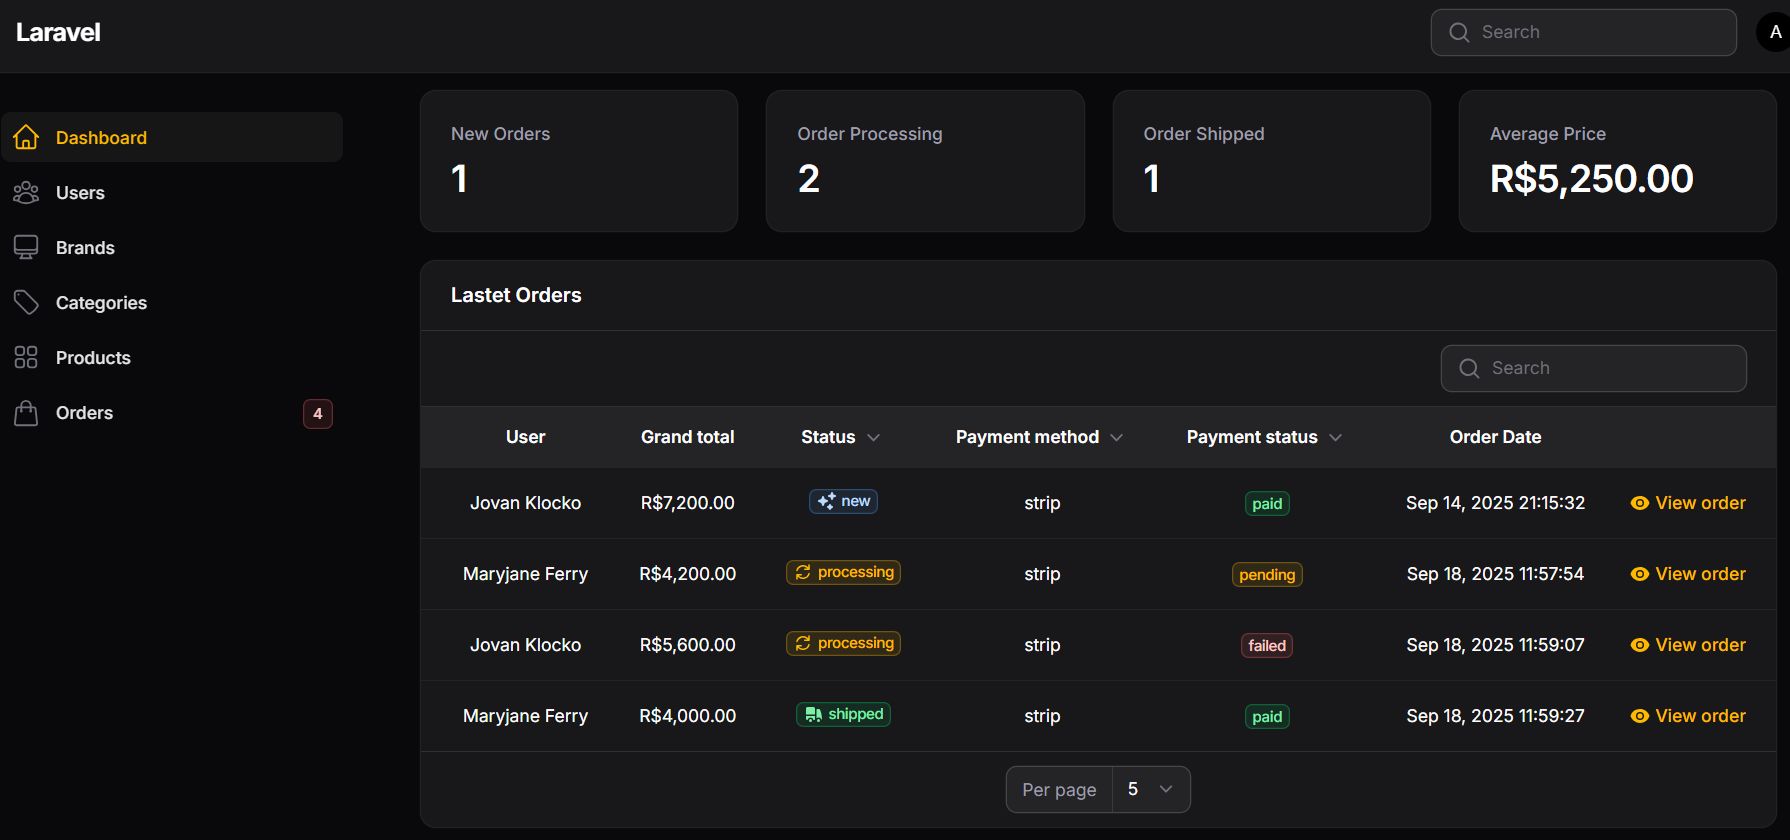 Laravel
Search
A
Dashboard
Users
Brands
Categories
Products
Orders 4
New Orders
1
Order Processing
2
Order Shipped
1
Average Price
R$5,250.00
Lastet Orders
Search
User Grand total Status Payment method Payment status Order Date
Jovan Klocko R$7,200.00 new strip paid Sep 14, 2025 21:15:32 View order
Maryjane Ferry R$4,200.00 processing strip pending Sep 18, 2025 11:57:54 View order
Jovan Klocko R$5,600.00 processing strip failed Sep 18, 2025 11:59:07 View order
Maryjane Ferry R$4,000.00 shipped strip paid Sep 18, 2025 11:59:27 View order
Per page 5